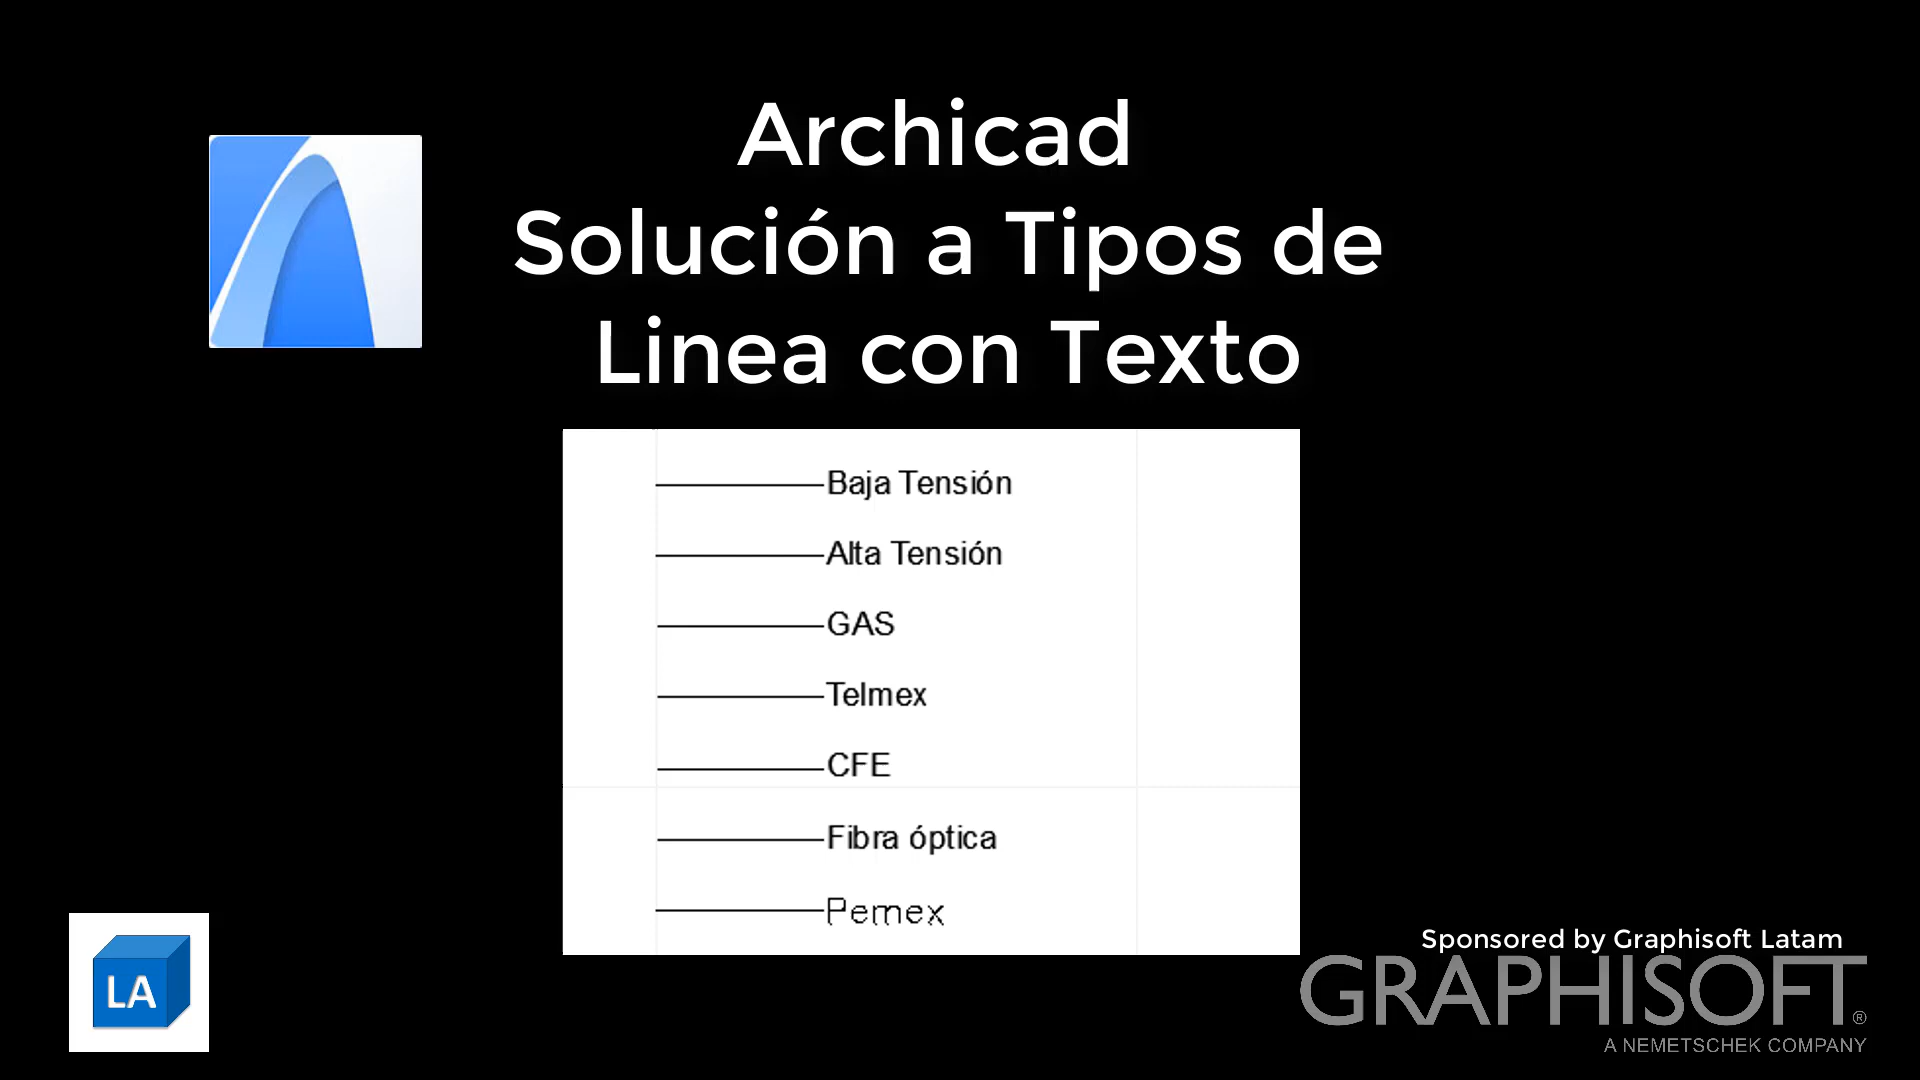 Archicad
Solución a Tipos de
Linea con Texto
Baja Tensión
Alta Tensión
GAS
Telmex
CFE
Fibra óptica
Pemex
LA
Sponsored by Graphisoft Latam
GRAPHISOFT®
A NEMETSCHEK COMPANY